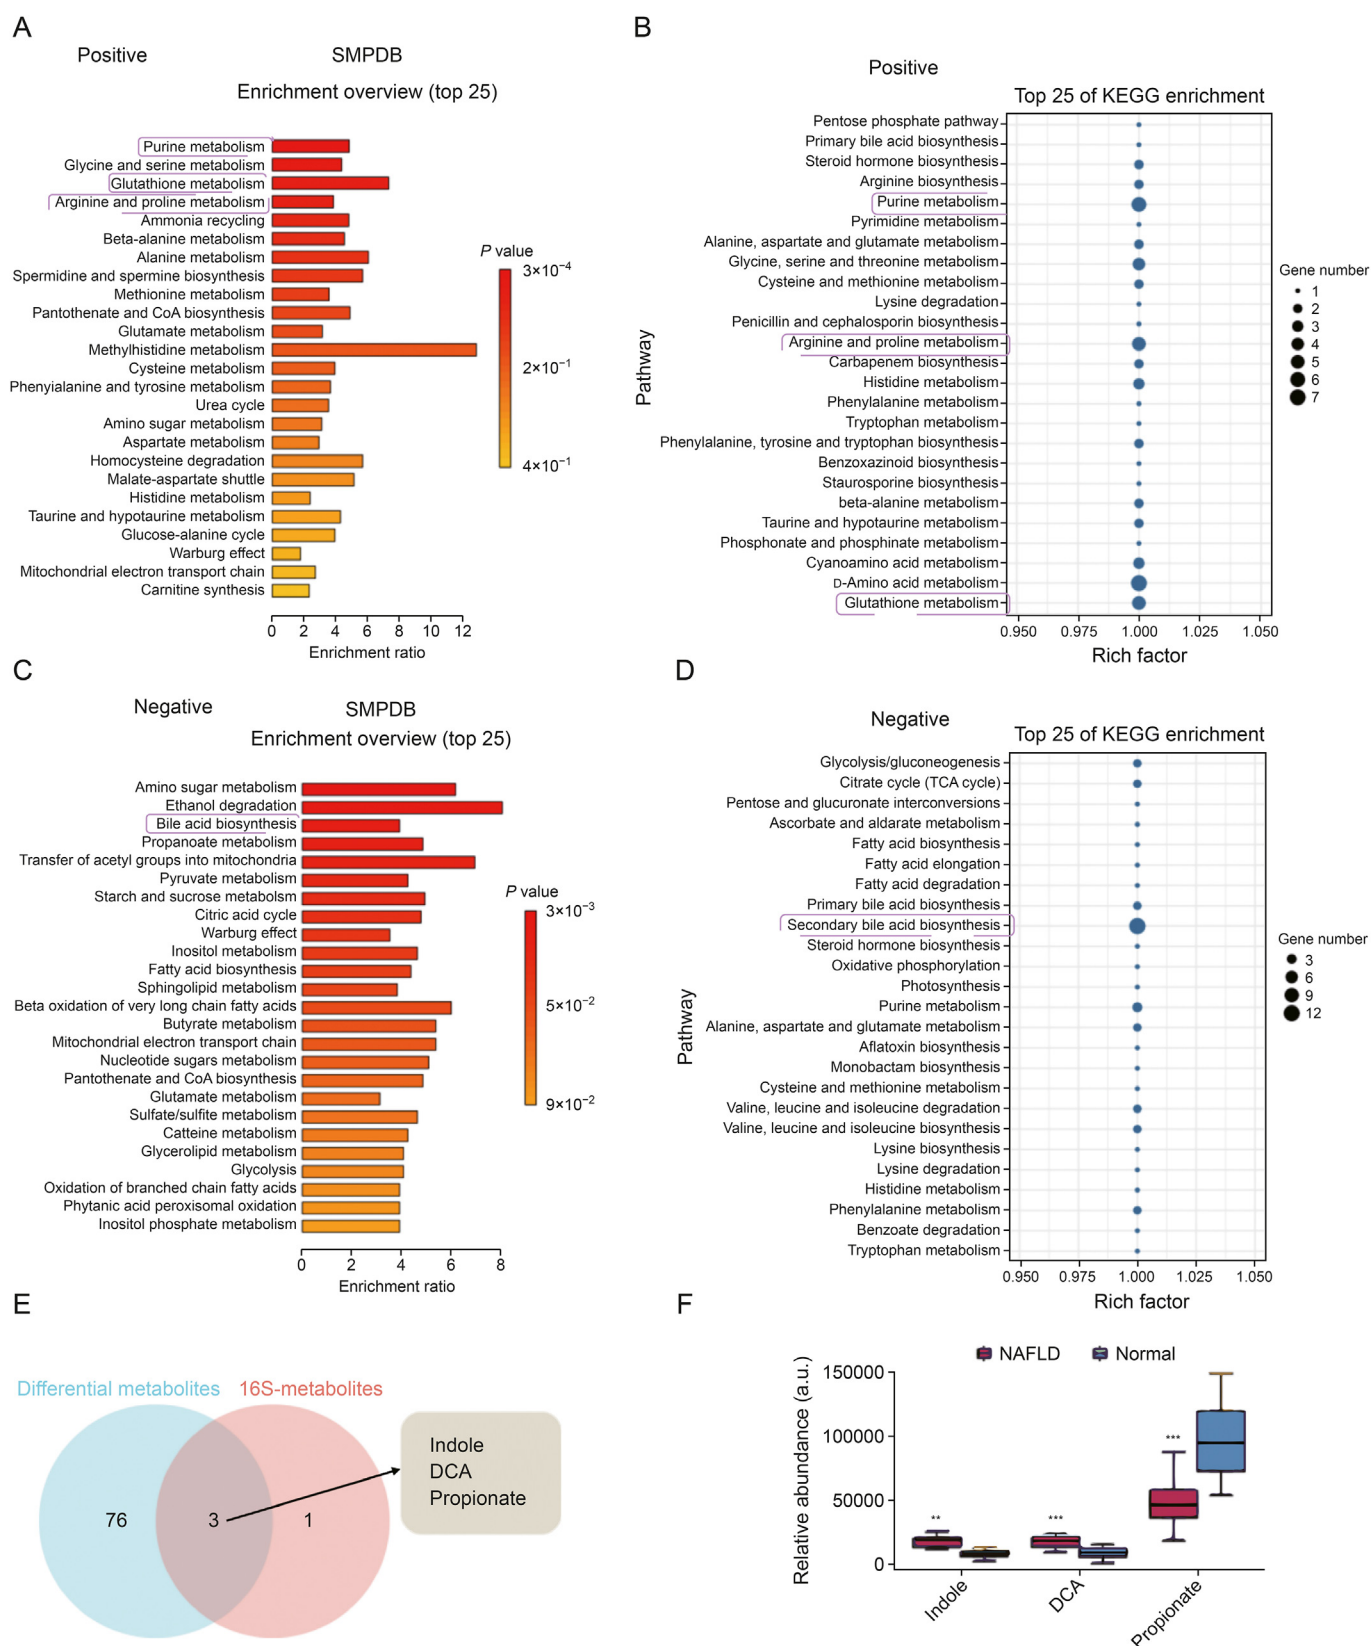 A
Positive
SMPDB
Enrichment overview (top 25)
Purine metabolism
Glycine and serine metabolism
Glutathione metabolism
Arginine and proline metabolism
Ammonia recycling
Beta-alanine metabolism
Alanine metabolism
Spermidine and spermine biosynthesis
Methionine metabolism
Pantothenate and CoA biosynthesis
Glutamate metabolism
Methylhistidine metabolism
Cysteine metabolism
Phenyialanine and tyrosine metabolism
Urea cycle
Amino sugar metabolism
Aspartate metabolism
Homocysteine degradation
Malate-aspartate shuttle
Histidine metabolism
Taurine and hypotaurine metabolism
Glucose-alanine cycle
Warburg effect
Mitochondrial electron transport chain
Carnitine synthesis
0 2 4 6 8 10 12
Enrichment ratio
P value
3×10⁻⁴
2×10⁻¹
4×10⁻¹
B
Positive
Top 25 of KEGG enrichment
Pathway
Pentose phosphate pathway
Primary bile acid biosynthesis
Steroid hormone biosynthesis
Arginine biosynthesis
Purine metabolism
Pyrimidine metabolism
Alanine, aspartate and glutamate metabolism
Glycine, serine and threonine metabolism
Cysteine and methionine metabolism
Lysine degradation
Penicillin and cephalosporin biosynthesis
Arginine and proline metabolism
Carbapenem biosynthesis
Histidine metabolism
Phenylalanine metabolism
Tryptophan metabolism
Phenylalanine, tyrosine and tryptophan biosynthesis
Benzoxazinoid biosynthesis
Staurosporine biosynthesis
beta-alanine metabolism
Taurine and hypotaurine metabolism
Phosphonate and phosphinate metabolism
Cyanoamino acid metabolism
D-Amino acid metabolism
Glutathione metabolism
0.950 0.975 1.000 1.025 1.050
Rich factor
Gene number
1
2
3
4
5
6
7
C
Negative
SMPDB
Enrichment overview (top 25)
Amino sugar metabolism
Ethanol degradation
Bile acid biosynthesis
Propanoate metabolism
Transfer of acetyl groups into mitochondria
Pyruvate metabolism
Starch and sucrose metabolsm
Citric acid cycle
Warburg effect
Inositol metabolism
Fatty acid biosynthesis
Sphingolipid metabolism
Beta oxidation of very long chain fatty acids
Butyrate metabolism
Mitochondrial electron transport chain
Nucleotide sugars metabolism
Pantothenate and CoA biosynthesis
Glutamate metabolism
Sulfate/sulfite metabolism
Catteine metabolism
Glycerolipid metabolism
Glycolysis
Oxidation of branched chain fatty acids
Phytanic acid peroxisomal oxidation
Inositol phosphate metabolism
0 2 4 6 8
Enrichment ratio
P value
3×10⁻³
5×10⁻²
9×10⁻²
D
Negative
Top 25 of KEGG enrichment
Pathway
Glycolysis/gluconeogenesis
Citrate cycle (TCA cycle)
Pentose and glucuronate interconversions
Ascorbate and aldarate metabolism
Fatty acid biosynthesis
Fatty acid elongation
Fatty acid degradation
Primary bile acid biosynthesis
Secondary bile acid biosynthesis
Steroid hormone biosynthesis
Oxidative phosphorylation
Photosynthesis
Purine metabolism
Alanine, aspartate and glutamate metabolism
Aflatoxin biosynthesis
Monobactam biosynthesis
Cysteine and methionine metabolism
Valine, leucine and isoleucine degradation
Valine, leucine and isoleucine biosynthesis
Lysine biosynthesis
Lysine degradation
Histidine metabolism
Phenylalanine metabolism
Benzoate degradation
Tryptophan metabolism
0.950 0.975 1.000 1.025 1.050
Rich factor
Gene number
3
6
9
12
E
Differential metabolites 16S-metabolites
76 3 1
Indole
DCA
Propionate
F
NAFLD Normal
Relative abundance (a.u.)
150000
100000
50000
0
** *** ***
Indole
DCA
Propionate